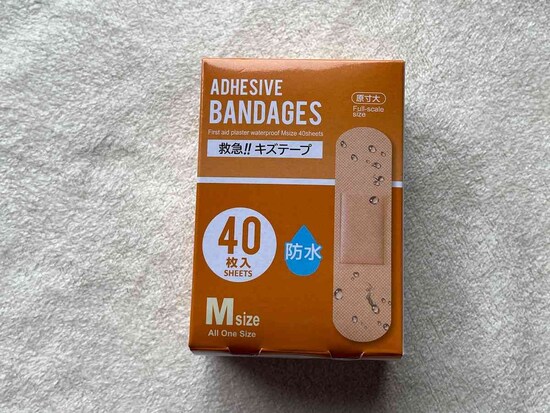 ADHESIVE
BANDAGES
First aid plaster waterproof Msize 40sheets
救急!! キズテープ
原寸大
Full-scale
size
40
枚入
SHEETS
防水
M size
All One Size